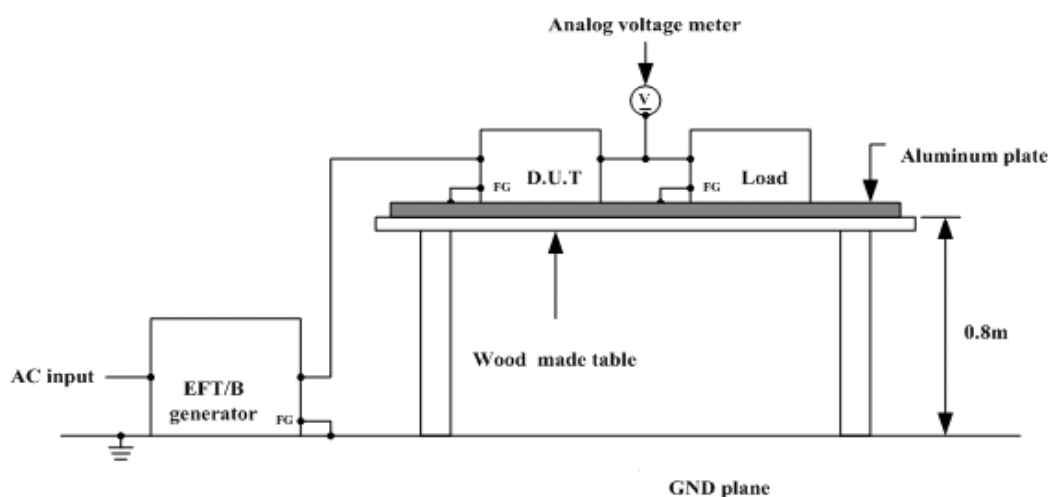 Analog voltage meter
V
Aluminum plate
D.U.T
Load
FG
FG
0.8m
Wood made table
AC input
EFT/B
generator
FG
GND plane